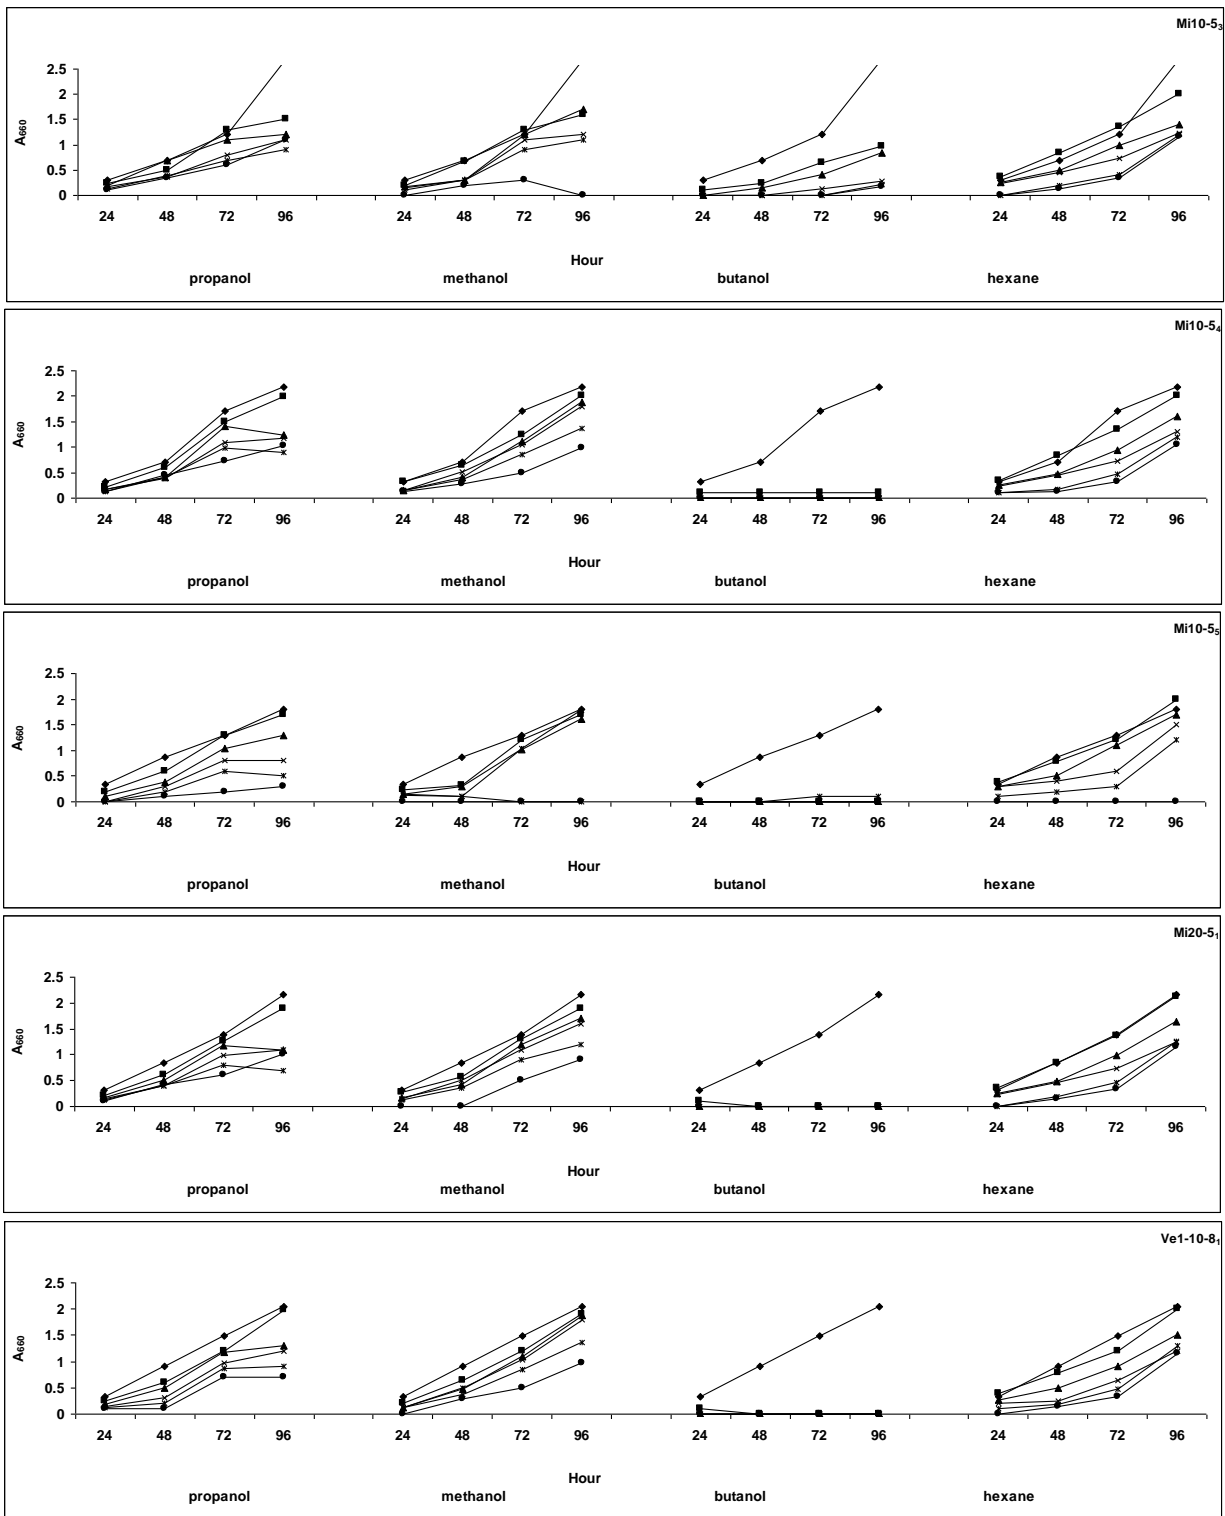 Mi10-5₃
2.5
2
1.5
1
0.5
0
A₆₆₀
24 48 72 96 24 48 72 96 24 48 72 96 24 48 72 96
Hour
propanol methanol butanol hexane
Mi10-5₄
2.5
2
1.5
1
0.5
0
A₆₆₀
24 48 72 96 24 48 72 96 24 48 72 96 24 48 72 96
Hour
propanol methanol butanol hexane
Mi10-5₅
2.5
2
1.5
1
0.5
0
A₆₆₀
24 48 72 96 24 48 72 96 24 48 72 96 24 48 72 96
Hour
propanol methanol butanol hexane
Mi20-5₁
2.5
2
1.5
1
0.5
0
A₆₆₀
24 48 72 96 24 48 72 96 24 48 72 96 24 48 72 96
Hour
propanol methanol butanol hexane
Ve1-10-8₁
2.5
2
1.5
1
0.5
0
A₆₆₀
24 48 72 96 24 48 72 96 24 48 72 96 24 48 72 96
Hour
propanol methanol butanol hexane